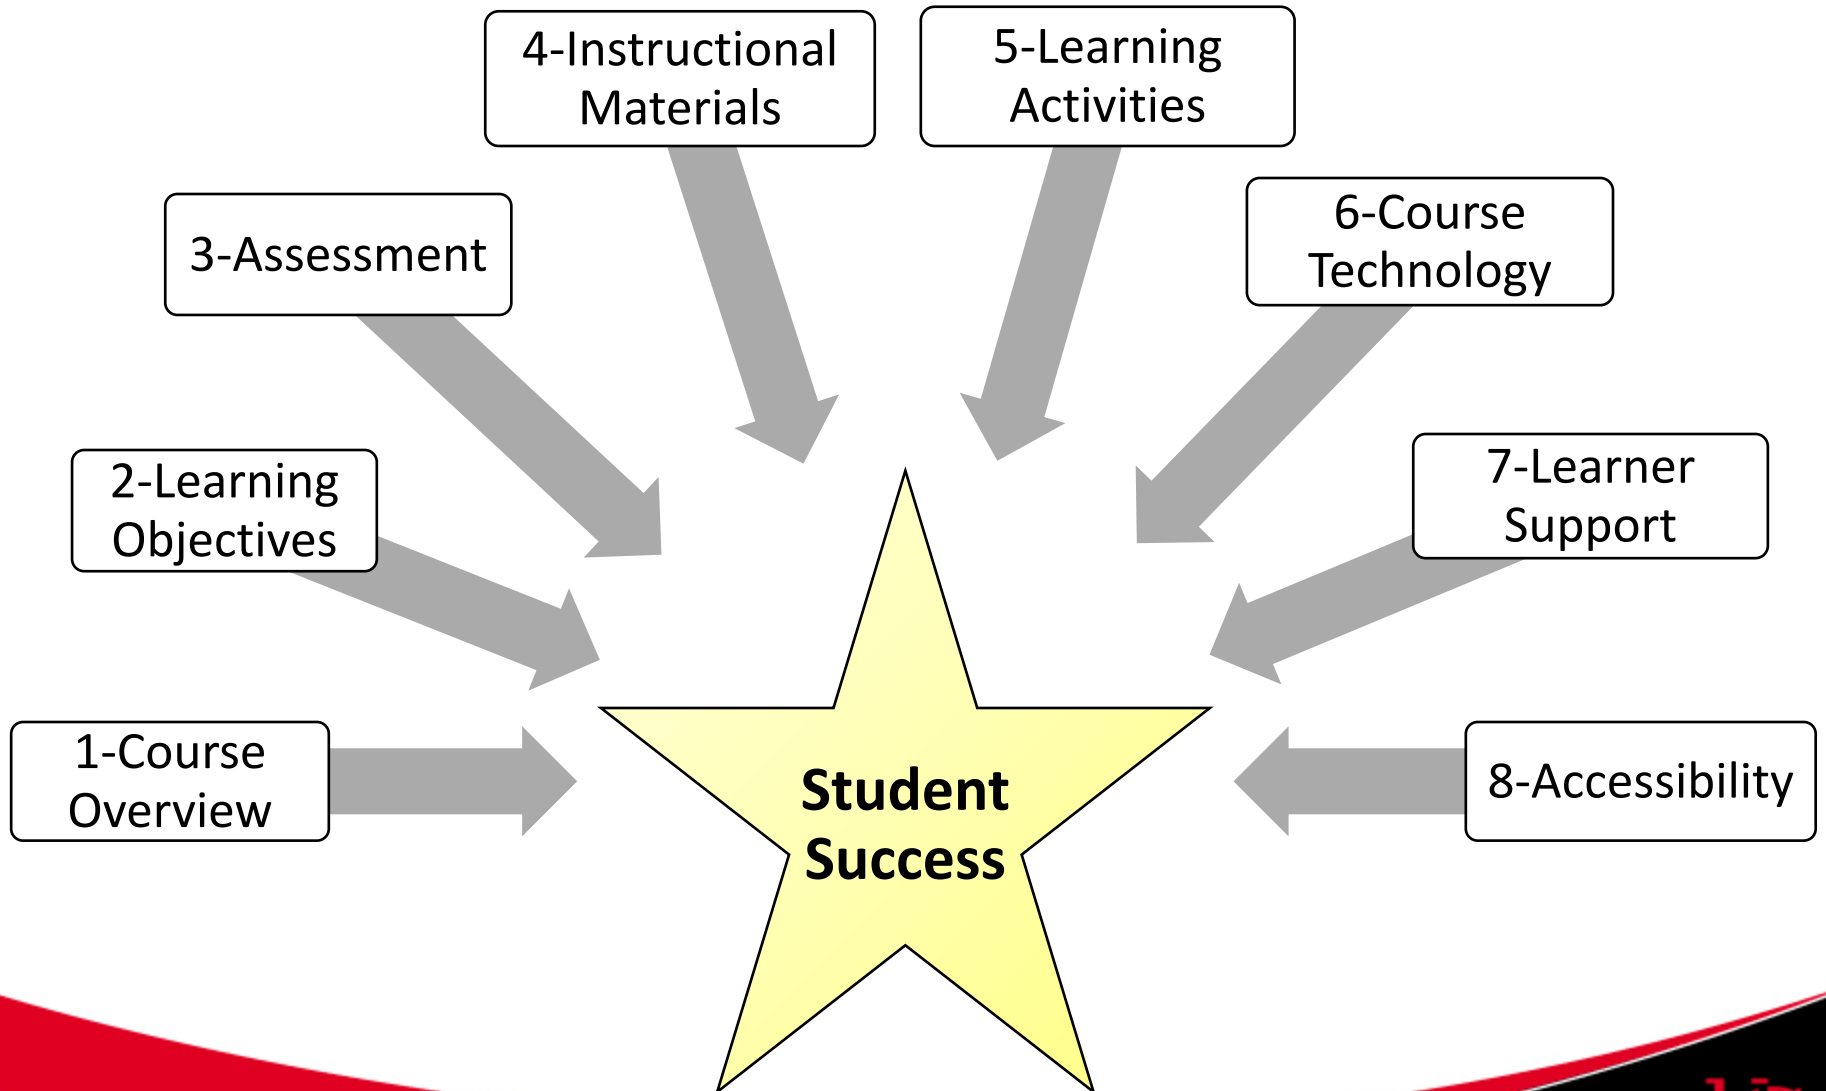 4-Instructional
Materials
5-Learning
Activities
3-Assessment
6-Course
Technology
2-Learning
Objectives
7-Learner
Support
1-Course
Overview
Student
Success
8-Accessibility